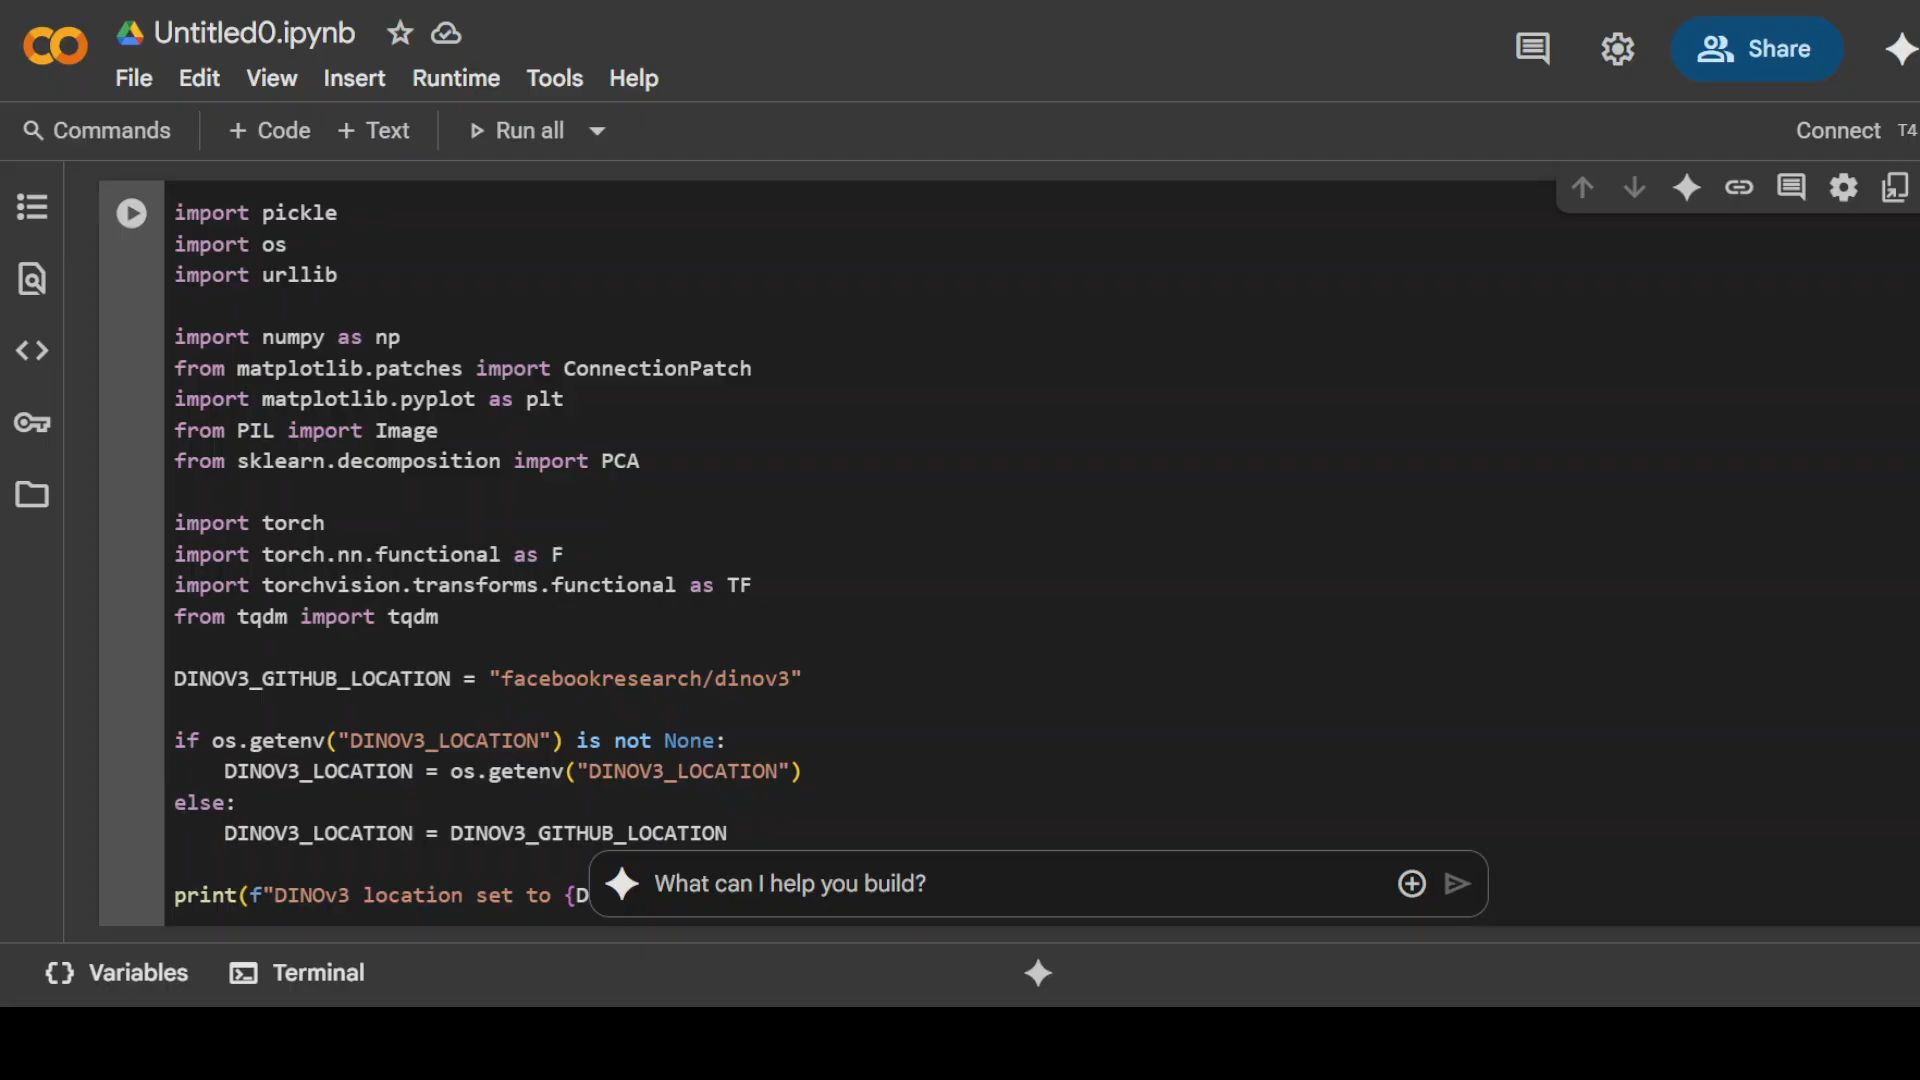 Untitled0.ipynb
File Edit View Insert Runtime Tools Help
Share
Commands + Code + Text Run all
Connect T4
import pickle
import os
import urllib
import numpy as np
from matplotlib.patches import ConnectionPatch
import matplotlib.pyplot as plt
from PIL import Image
from sklearn.decomposition import PCA
import torch
import torch.nn.functional as F
import torchvision.transforms.functional as TF
from tqdm import tqdm
DINOV3_GITHUB_LOCATION = "facebookresearch/dinov3"
if os.getenv("DINOV3_LOCATION") is not None:
    DINOV3_LOCATION = os.getenv("DINOV3_LOCATION")
else:
    DINOV3_LOCATION = DINOV3_GITHUB_LOCATION
print(f"DINOv3 location set to {D
What can I help you build?
Variables Terminal